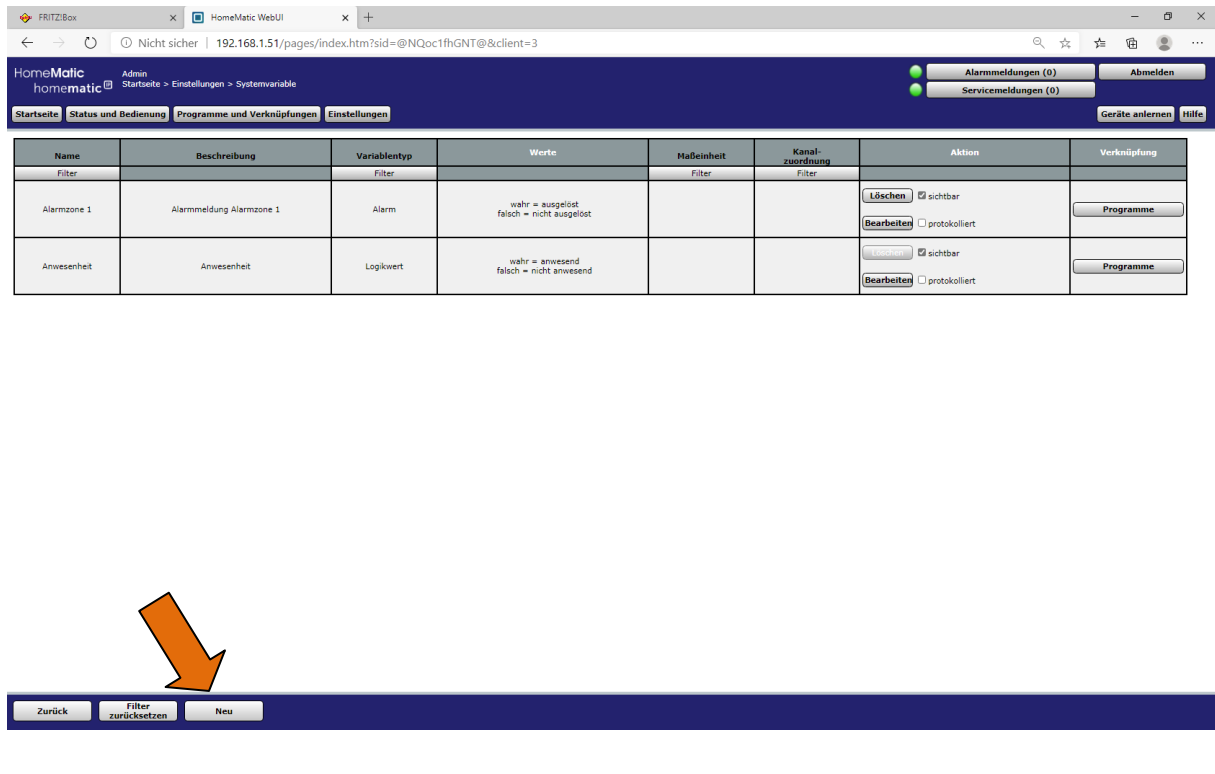 FRITZ!Box
HomeMatic WebUI
Nicht sicher | 192.168.1.51/pages/index.htm?sid=@NQoc1fhGNT@&client=3
HomeMatic
homematic
Admin
Startseite > Einstellungen > Systemvariable
Alarmmeldungen (0)
Abmelden
Servicemeldungen (0)
Startseite Status und Bedienung Programme und Verknüpfungen Einstellungen
Geräte anlernen Hilfe
Name Beschreibung Variablentyp Werte Maßeinheit Kanal-
zuordnung Aktion Verknüpfung
Filter Filter Filter Filter
Alarmzone 1 Alarmmeldung Alarmzone 1 Alarm
wahr = ausgelöst
falsch = nicht ausgelöst
Löschen sichtbar
Bearbeiten protokolliert
Programme
Anwesenheit Anwesenheit Logikwert
wahr = anwesend
falsch = nicht anwesend
Löschen sichtbar
Bearbeiten protokolliert
Programme
Zurück
Filter
zurücksetzen
Neu